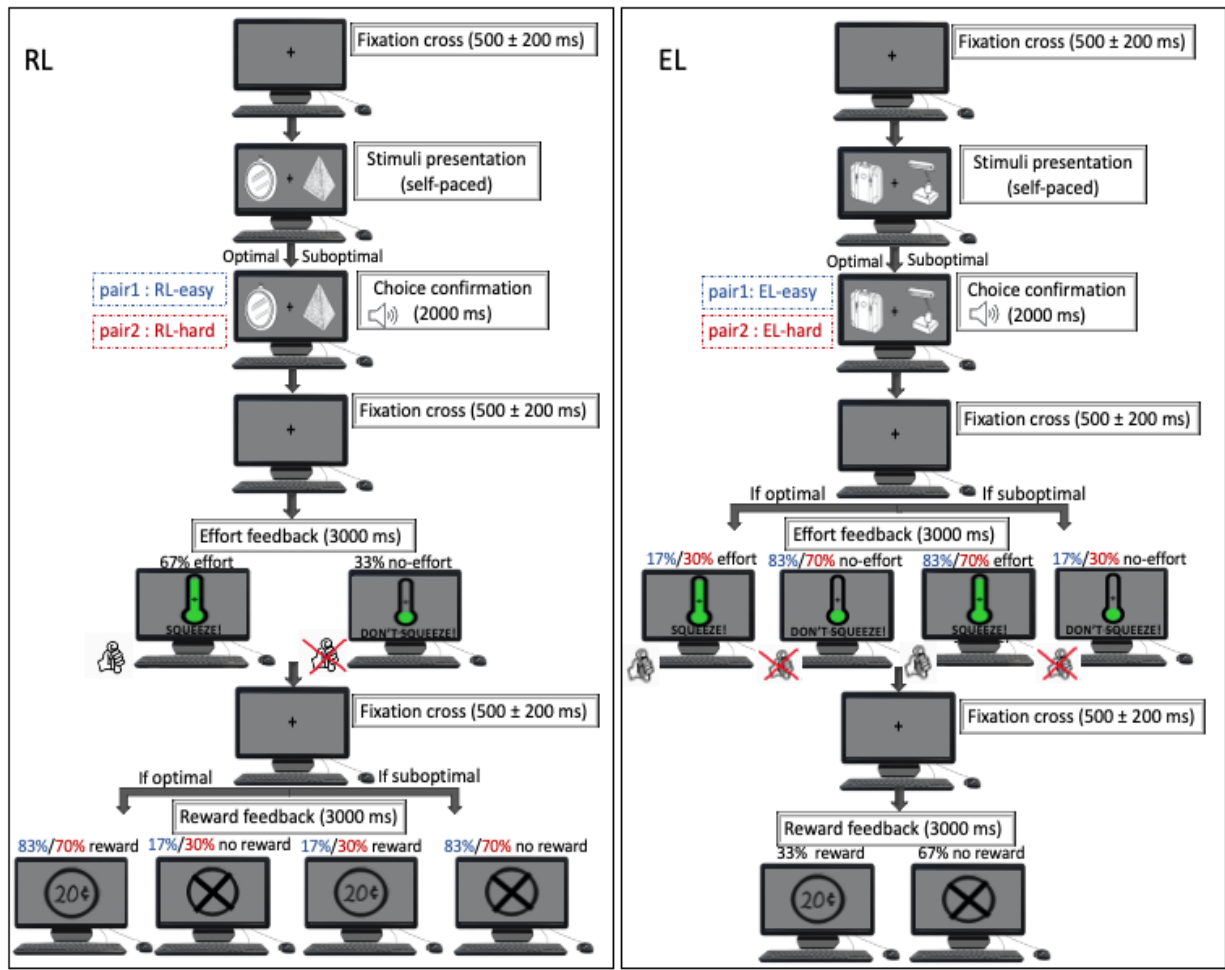 RL
Fixation cross (500 ± 200 ms)
Stimuli presentation
(self-paced)
Optimal Suboptimal
pair1 : RL-easy
pair2 : RL-hard
Choice confirmation
(2000 ms)
Fixation cross (500 ± 200 ms)
Effort feedback (3000 ms)
67% effort 33% no-effort
SQUEEZE! DON'T SQUEEZE!
Fixation cross (500 ± 200 ms)
If optimal If suboptimal
Reward feedback (3000 ms)
83%/70% reward 17%/30% no reward 17%/30% reward 83%/70% no reward
20¢ 20¢
EL
Fixation cross (500 ± 200 ms)
Stimuli presentation
(self-paced)
Optimal Suboptimal
pair1: EL-easy
pair2 : EL-hard
Choice confirmation
(2000 ms)
Fixation cross (500 ± 200 ms)
If optimal If suboptimal
Effort feedback (3000 ms)
17%/30% effort 83%/70% no-effort 83%/70% effort 17%/30% no-effort
SQUEEZE! DON'T SQUEEZE! SQUEEZE! DON'T SQUEEZE!
Fixation cross (500 ± 200 ms)
Reward feedback (3000 ms)
33% reward 67% no reward
20¢